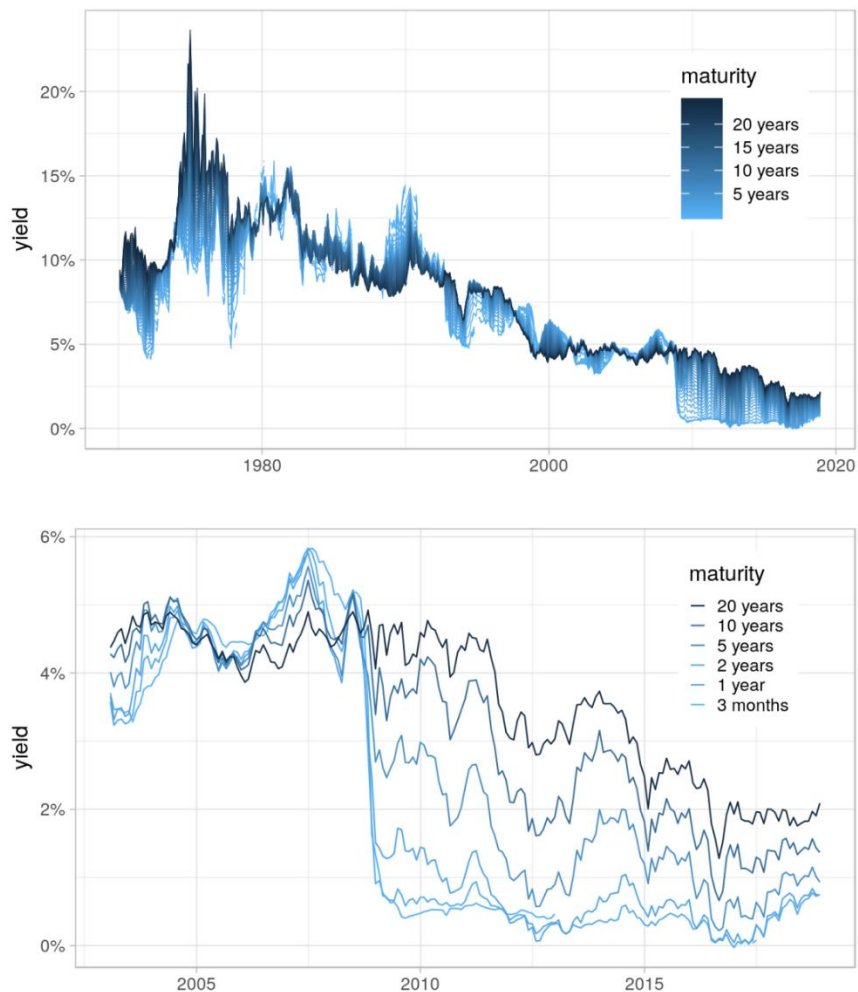 maturity
20 years
15 years
10 years
5 years
20%
15%
10%
5%
0%
yield
1980 2000 2020
6%
4%
2%
0%
yield
maturity
20 years
10 years
5 years
2 years
1 year
3 months
2005 2010 2015